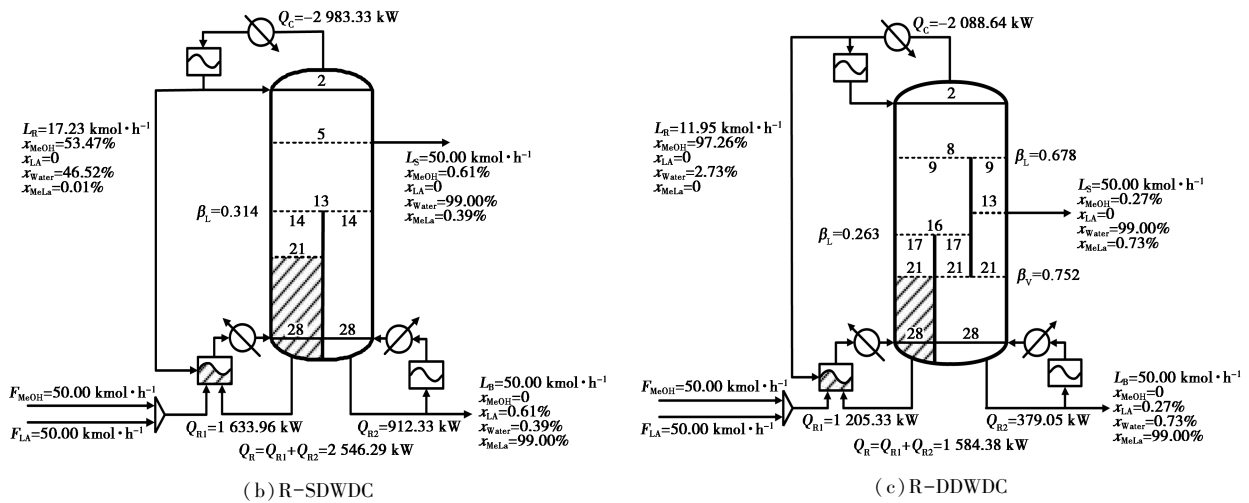 Q_C=−2 983.33 kW
2
L_R=17.23 kmol·h⁻¹
x_MeOH=53.47%
x_LA=0
x_Water=46.52%
x_MeLa=0.01%
5
L_S=50.00 kmol·h⁻¹
x_MeOH=0.61%
x_LA=0
x_Water=99.00%
x_MeLa=0.39%
β_L=0.314
13
14 14
21
28 28
F_MeOH=50.00 kmol·h⁻¹
F_LA=50.00 kmol·h⁻¹
Q_R1=1 633.96 kW
Q_R2=912.33 kW
Q_R=Q_R1+Q_R2=2 546.29 kW
L_B=50.00 kmol·h⁻¹
x_MeOH=0
x_LA=0.61%
x_Water=0.39%
x_MeLa=99.00%
(b) R-SDWDC
Q_C=−2 088.64 kW
2
L_R=11.95 kmol·h⁻¹
x_MeOH=97.26%
x_LA=0
x_Water=2.73%
x_MeLa=0
8
9 9
β_L=0.678
13
L_S=50.00 kmol·h⁻¹
x_MeOH=0.27%
x_LA=0
x_Water=99.00%
x_MeLa=0.73%
β_L=0.263
16
17 17
21 21 21
β_V=0.752
28 28
F_MeOH=50.00 kmol·h⁻¹
F_LA=50.00 kmol·h⁻¹
Q_R1=1 205.33 kW
Q_R2=379.05 kW
Q_R=Q_R1+Q_R2=1 584.38 kW
L_B=50.00 kmol·h⁻¹
x_MeOH=0
x_LA=0.27%
x_Water=0.73%
x_MeLa=99.00%
(c) R-DDWDC